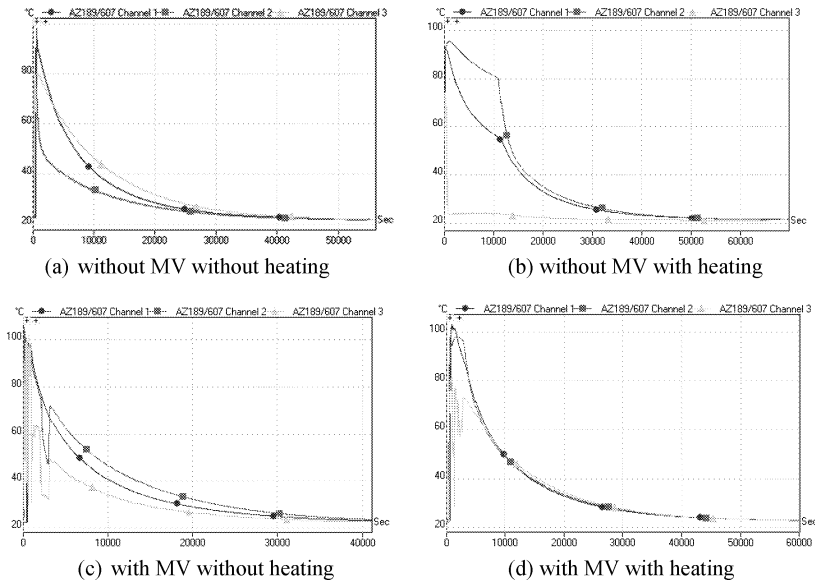 °C AZ189/607 Channel 1 AZ189/607 Channel 2 AZ189/607 Channel 3
80
60
40
20
Sec
0 10000 20000 30000 40000 50000
(a) without MV without heating
°C AZ189/607 Channel 1 AZ189/607 Channel 2 AZ189/607 Channel 3
100
80
60
40
20
Sec
0 10000 20000 30000 40000 50000 60000
(b) without MV with heating
°C AZ189/607 Channel 1 AZ189/607 Channel 2 AZ189/607 Channel 3
100
80
60
40
20
Sec
0 10000 20000 30000 40000
(c) with MV without heating
°C AZ189/607 Channel 1 AZ189/607 Channel 2 AZ189/607 Channel 3
100
80
60
40
20
Sec
0 10000 20000 30000 40000 50000 60000
(d) with MV with heating